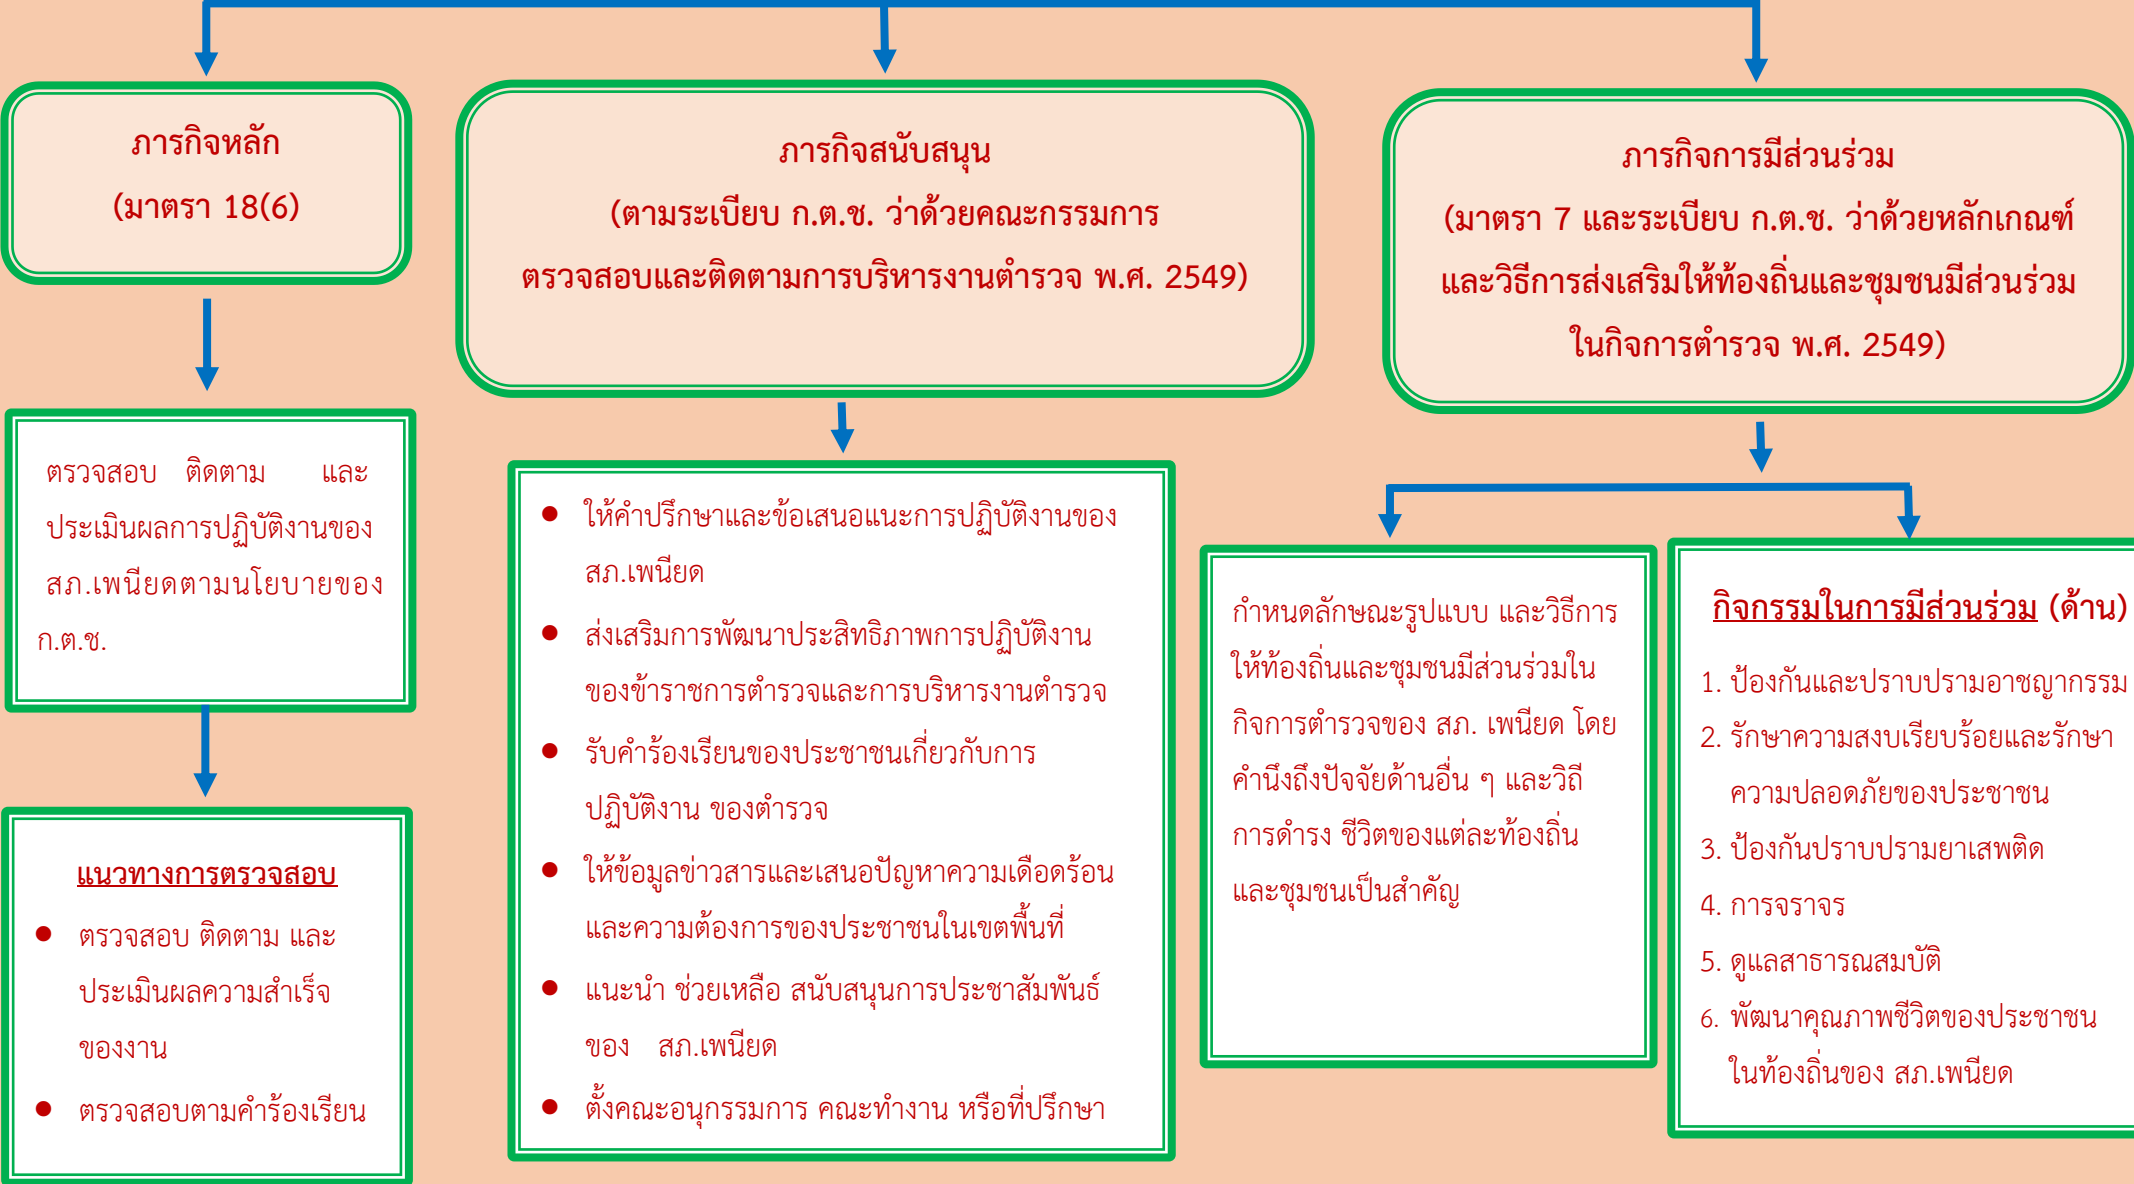 ภารกิจหลัก
(มาตรา 18(6)
ตรวจสอบ ติดตาม และ
ประเมินผลการปฏิบัติงานของ
สภ.เพนียดตามนโยบายของ
ก.ต.ช.
แนวทางการตรวจสอบ
● ตรวจสอบ ติดตาม และ
ประเมินผลความสำเร็จ
ของงาน
● ตรวจสอบตามคำร้องเรียน
ภารกิจสนับสนุน
(ตามระเบียบ ก.ต.ช. ว่าด้วยคณะกรรมการ
ตรวจสอบและติดตามการบริหารงานตำรวจ พ.ศ. 2549)
● ให้คำปรึกษาและข้อเสนอแนะการปฏิบัติงานของ
สภ.เพนียด
● ส่งเสริมการพัฒนาประสิทธิภาพการปฏิบัติงาน
ของข้าราชการตำรวจและการบริหารงานตำรวจ
● รับคำร้องเรียนของประชาชนเกี่ยวกับการ
ปฏิบัติงาน ของตำรวจ
● ให้ข้อมูลข่าวสารและเสนอปัญหาความเดือดร้อน
และความต้องการของประชาชนในเขตพื้นที่
● แนะนำ ช่วยเหลือ สนับสนุนการประชาสัมพันธ์
ของ สภ.เพนียด
● ตั้งคณะอนุกรรมการ คณะทำงาน หรือที่ปรึกษา
ภารกิจการมีส่วนร่วม
(มาตรา 7 และระเบียบ ก.ต.ช. ว่าด้วยหลักเกณฑ์
และวิธีการส่งเสริมให้ท้องถิ่นและชุมชนมีส่วนร่วม
ในกิจการตำรวจ พ.ศ. 2549)
กำหนดลักษณะรูปแบบ และวิธีการ
ให้ท้องถิ่นและชุมชนมีส่วนร่วมใน
กิจการตำรวจของ สภ. เพนียด โดย
คำนึงถึงปัจจัยด้านอื่น ๆ และวิถี
การดำรง ชีวิตของแต่ละท้องถิ่น
และชุมชนเป็นสำคัญ
กิจกรรมในการมีส่วนร่วม (ด้าน)
1. ป้องกันและปราบปรามอาชญากรรม
2. รักษาความสงบเรียบร้อยและรักษา
ความปลอดภัยของประชาชน
3. ป้องกันปราบปรามยาเสพติด
4. การจราจร
5. ดูแลสาธารณสมบัติ
6. พัฒนาคุณภาพชีวิตของประชาชน
ในท้องถิ่นของ สภ.เพนียด